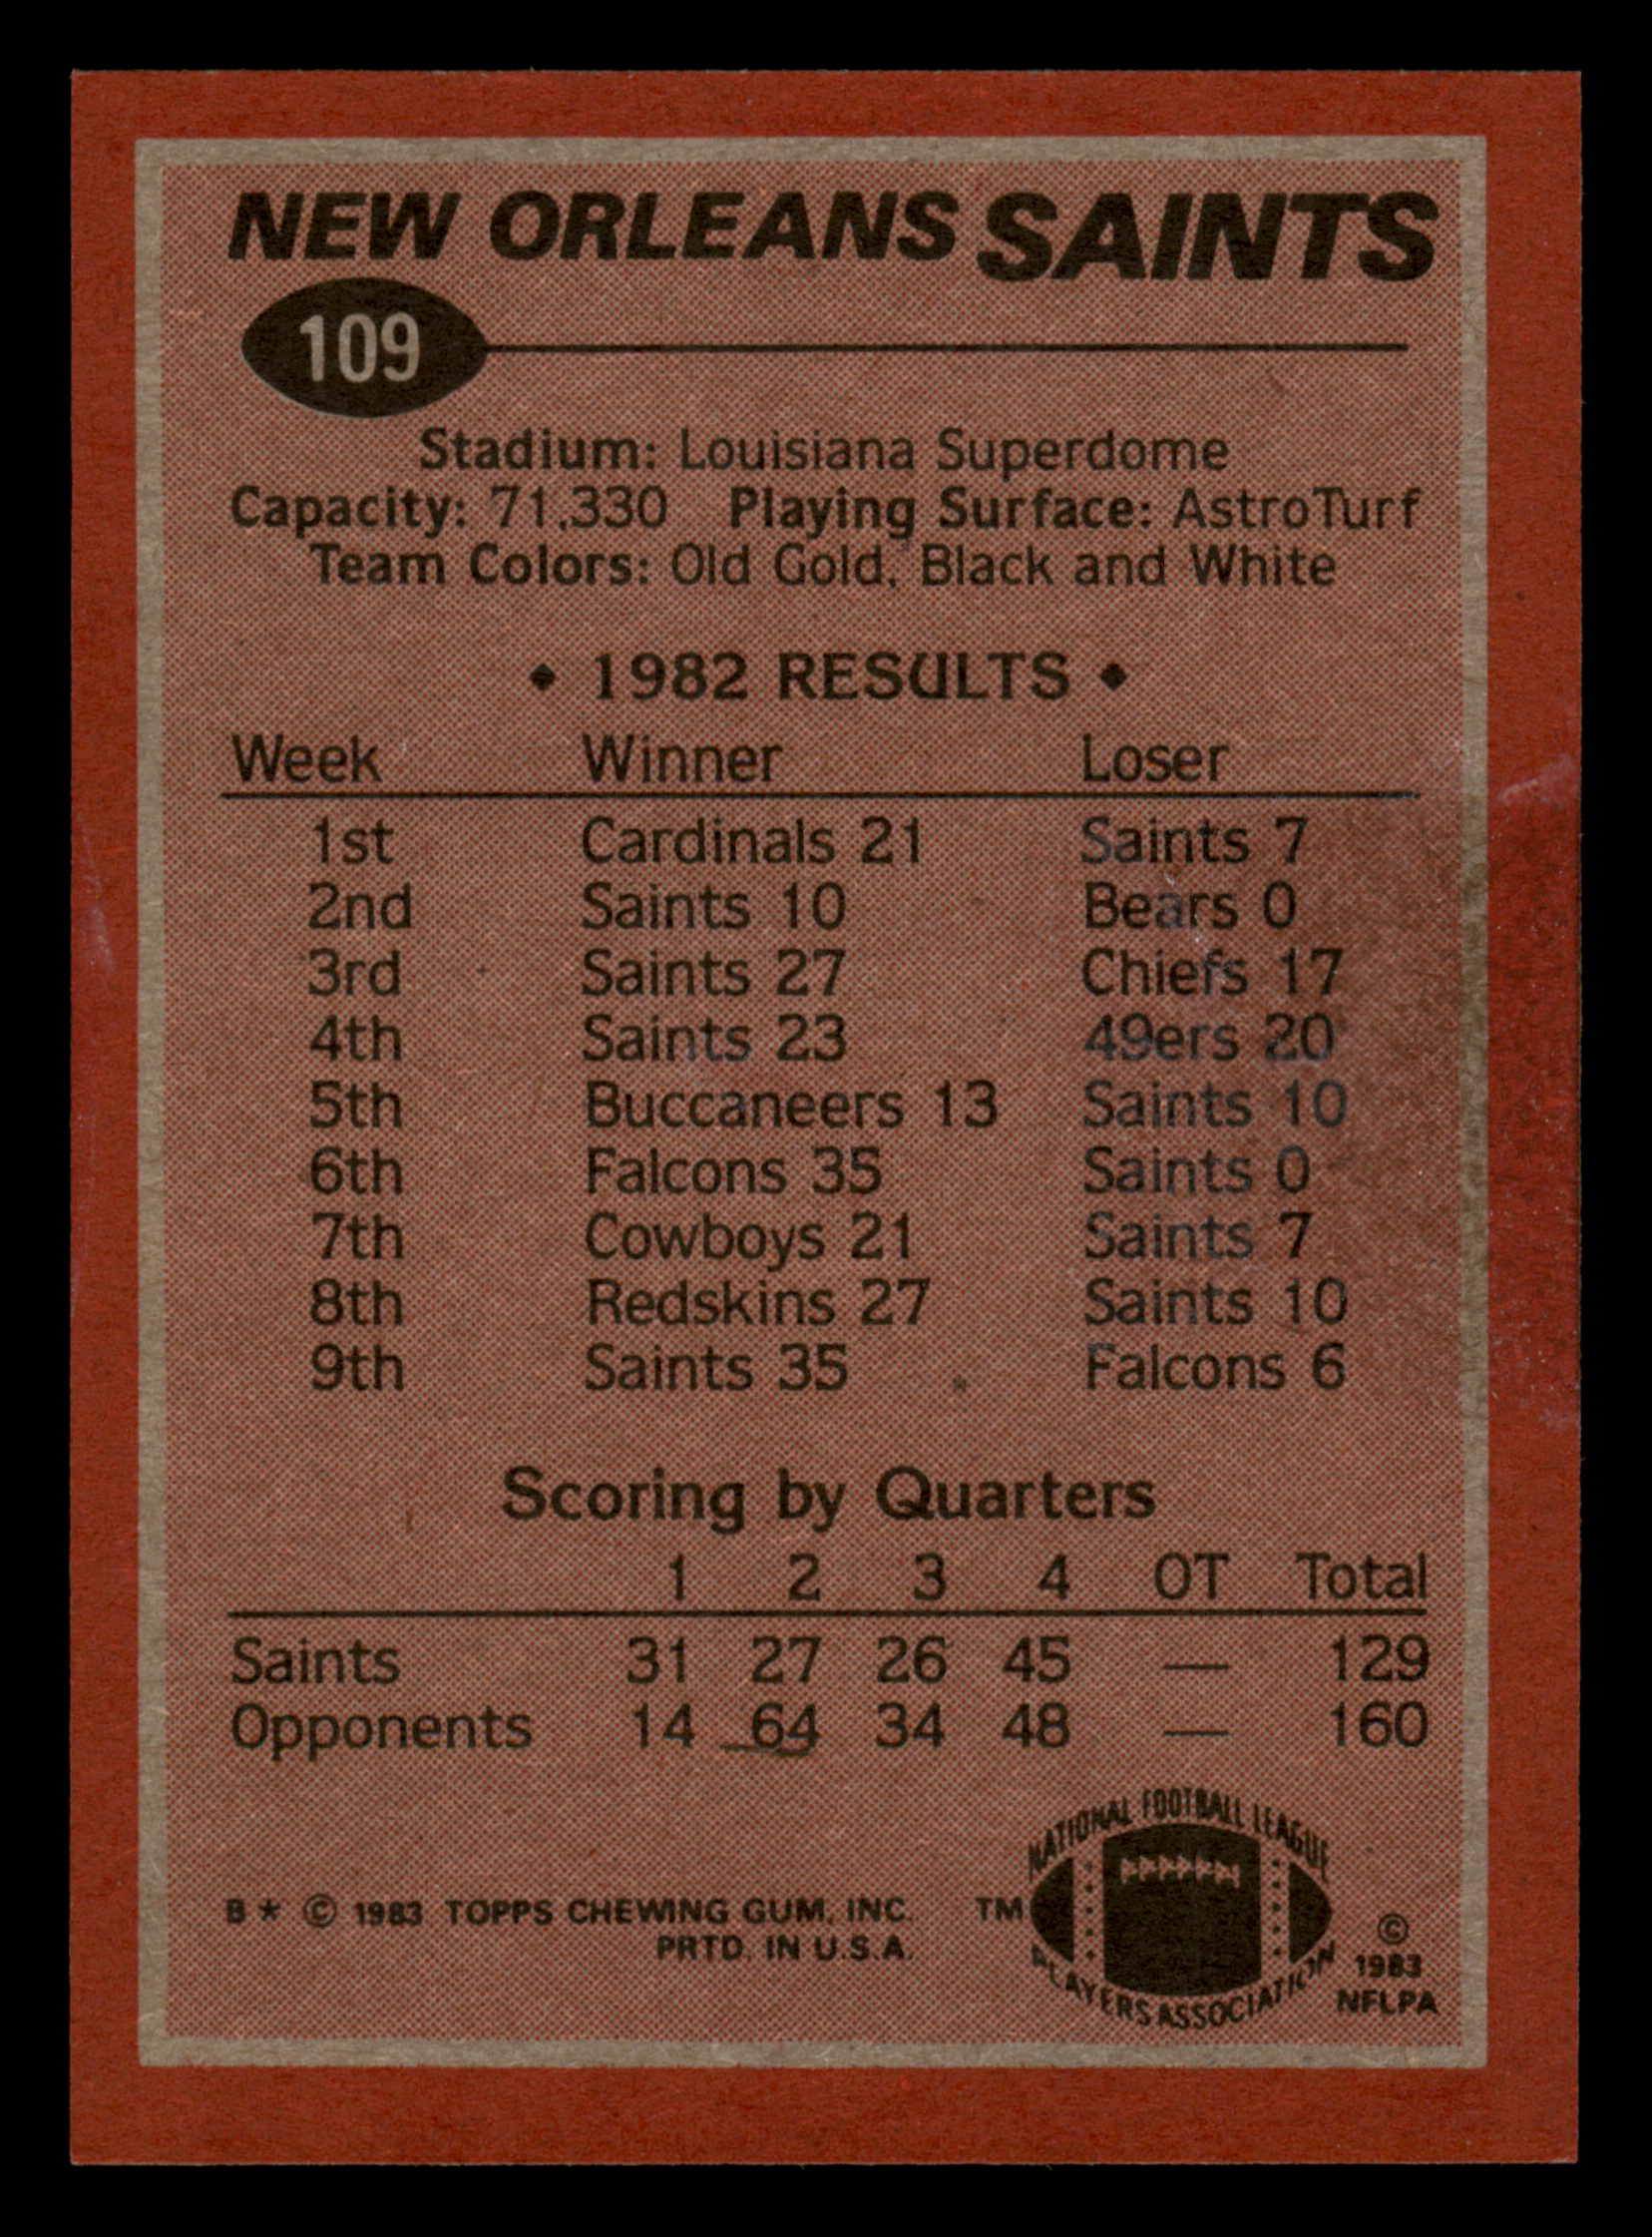 NEW ORLEANS SAINTS
109
Stadium: Louisiana Superdome
Capacity: 71,330 Playing Surface: AstroTurf
Team Colors: Old Gold, Black and White
◆ 1982 RESULTS ◆
Week Winner Loser
1st Cardinals 21 Saints 7
2nd Saints 10 Bears 0
3rd Saints 27 Chiefs 17
4th Saints 23 49ers 20
5th Buccaneers 13 Saints 10
6th Falcons 35 Saints 0
7th Cowboys 21 Saints 7
8th Redskins 27 Saints 10
9th Saints 35 Falcons 6
Scoring by Quarters
1 2 3 4 OT Total
Saints 31 27 26 45 — 129
Opponents 14 64 34 48 — 160
NATIONAL FOOTBALL LEAGUE
PLAYERS ASSOCIATION
B * © 1983 TOPPS CHEWING GUM, INC. TM
PRTD. IN U.S.A.
© 1983 NFLPA